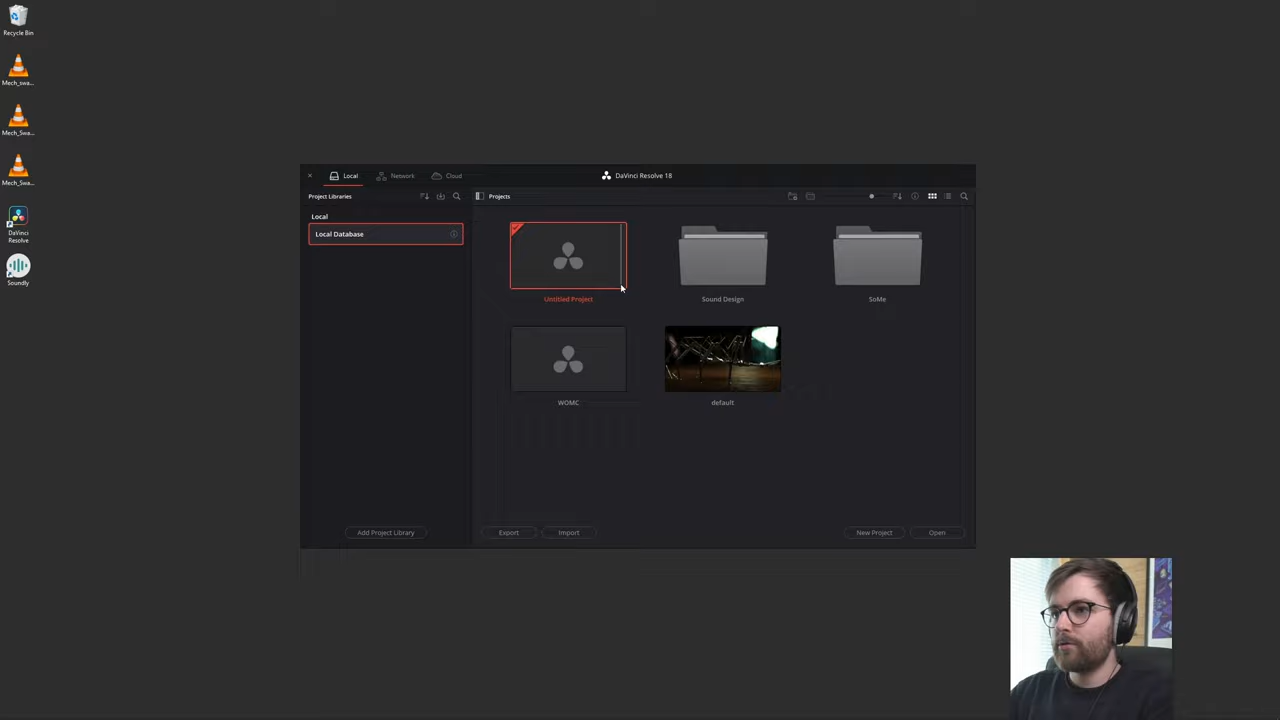 Recycle Bin
Mech_swa...
Mech_Swa...
Mech_Swa...
DaVinci
Resolve
Soundly
Local
Network
Cloud
DaVinci Resolve 18
Project Libraries
Projects
Local
Local Database
Untitled Project
Sound Design
SoMe
WOMC
default
Add Project Library
Export
Import
New Project
Open